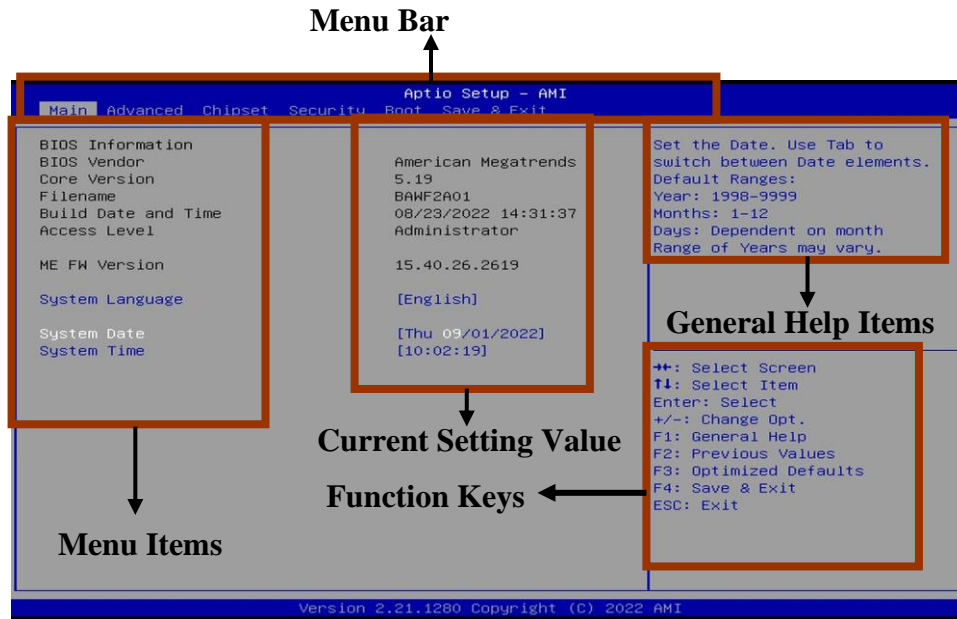 Menu Bar
Aptio Setup – AMI
Main Advanced Chipset Security Boot Save & Exit
BIOS Information
BIOS Vendor American Megatrends
Core Version 5.19
Filename BAWF2A01
Build Date and Time 08/23/2022 14:31:37
Access Level Administrator
ME FW Version 15.40.26.2619
System Language [English]
System Date [Thu 09/01/2022]
System Time [10:02:19]
Set the Date. Use Tab to
switch between Date elements.
Default Ranges:
Year: 1998-9999
Months: 1-12
Days: Dependent on month
Range of Years may vary.
General Help Items
→←: Select Screen
↑↓: Select Item
Enter: Select
+/-: Change Opt.
F1: General Help
F2: Previous Values
F3: Optimized Defaults
F4: Save & Exit
ESC: Exit
Current Setting Value
Function Keys
Menu Items
Version 2.21.1280 Copyright (C) 2022 AMI